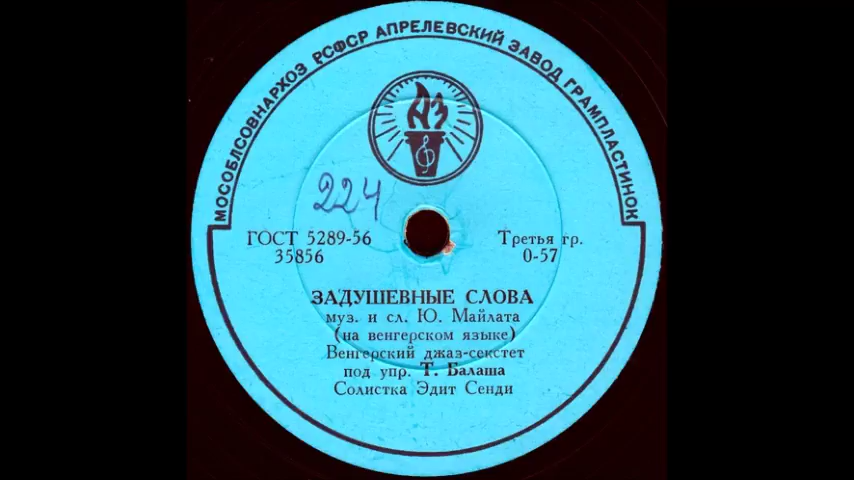 МОСОБЛСОВНАРХОЗ РСФСР АПРЕЛЕВСКИЙ ЗАВОД ГРАМПЛАСТИНОК
АЗ
224
ГОСТ 5289-56 Третья гр.
35856 0-57
ЗАДУШЕВНЫЕ СЛОВА
муз. и сл. Ю. Майлата
(на венгерском языке)
Венгерский джаз-секстет
под упр. Т. Балаша
Солистка Эдит Сенди